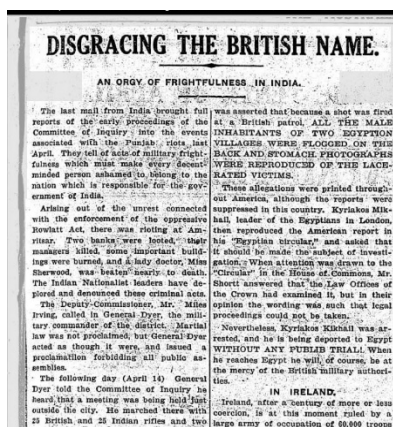 DISGRACING THE BRITISH NAME.
AN ORGY OF FRIGHTFULNESS IN INDIA.
The last mail from India brought full
reports of the early proceedings of the
Committee of Inquiry into the events
associated with the Punjab riots last
April. They tell of acts of military fright-
fulness which must make every decent-
minded person ashamed to belong to the
nation which is responsible for the gov-
ernment of India.
Arising out of the unrest connected
with the enforcement of the oppressive
Rowlatt Act, there was rioting at Am-
ritsar. Two banks were looted, their
managers killed, some important build-
ings were burned, and a lady doctor, Miss
Sherwood, was beaten nearly to death.
The Indian Nationalist leaders have de-
plored and denounced these criminal acts.
The Deputy-Commissioner, Mr. Miles
Irving, called in General Dyer, the mili-
tary commander of the district. Martial
law was not proclaimed, but General Dyer
acted as though it were, and issued a
proclamation forbidding all public as-
semblies.
The following day (April 14) General
Dyer told the Committee of Inquiry he
heard that a meeting was being held just
outside the city. He marched there with
25 British and 25 Indian rifles and two
was asserted that because a shot was fired
at a British patrol, ALL THE MALE
INHABITANTS OF TWO EGYPTION
VILLAGES WERE FLOGGED ON THE
BACK AND STOMACH. PHOTOGRAPHS
WERE REPRODUCED OF THE LACE-
RATED VICTIMS.
These allegations were printed through-
out America, although the reports were
suppressed in this country. Kyriakos Mik-
hail, leader of the Egyptians in London,
then reproduced the American report in
his "Egyptian circular," and asked that
it should be made the subject of investi-
gation. When attention was drawn to the
"Circular" in the House of Commons, Mr.
Shortt answered that the Law Offices of
the Crown had examined it, but in their
opinion the wording was such that legal
proceedings could not be taken.
Nevertheless, Kyriakos Kikhail was ar-
rested, and he is being deported to Egypt
WITHOUT ANY PUBLIB TRIAL. When
he reaches Egypt he will, of course, be at
the mercy of the British military authori-
ties.
IN IRELAND.
Ireland, after a century of more or less
coercion, is at this moment ruled by a
large army of occupation of 60,000 troops